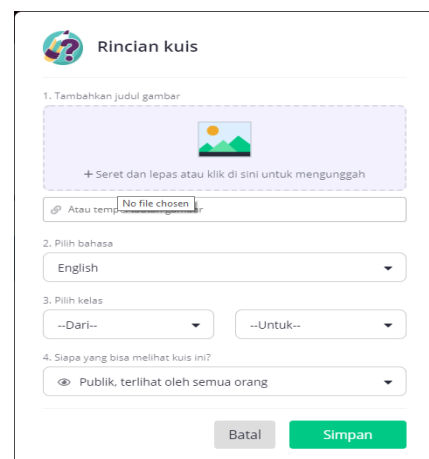 Rincian kuis
1. Tambahkan judul gambar
+ Seret dan lepas atau klik di sini untuk mengunggah
No file chosen
Atau temp
2. Pilih bahasa
English
3. Pilih kelas
--Dari-- --Untuk--
4. Siapa yang bisa melihat kuis ini?
Publik, terlihat oleh semua orang
Batal Simpan